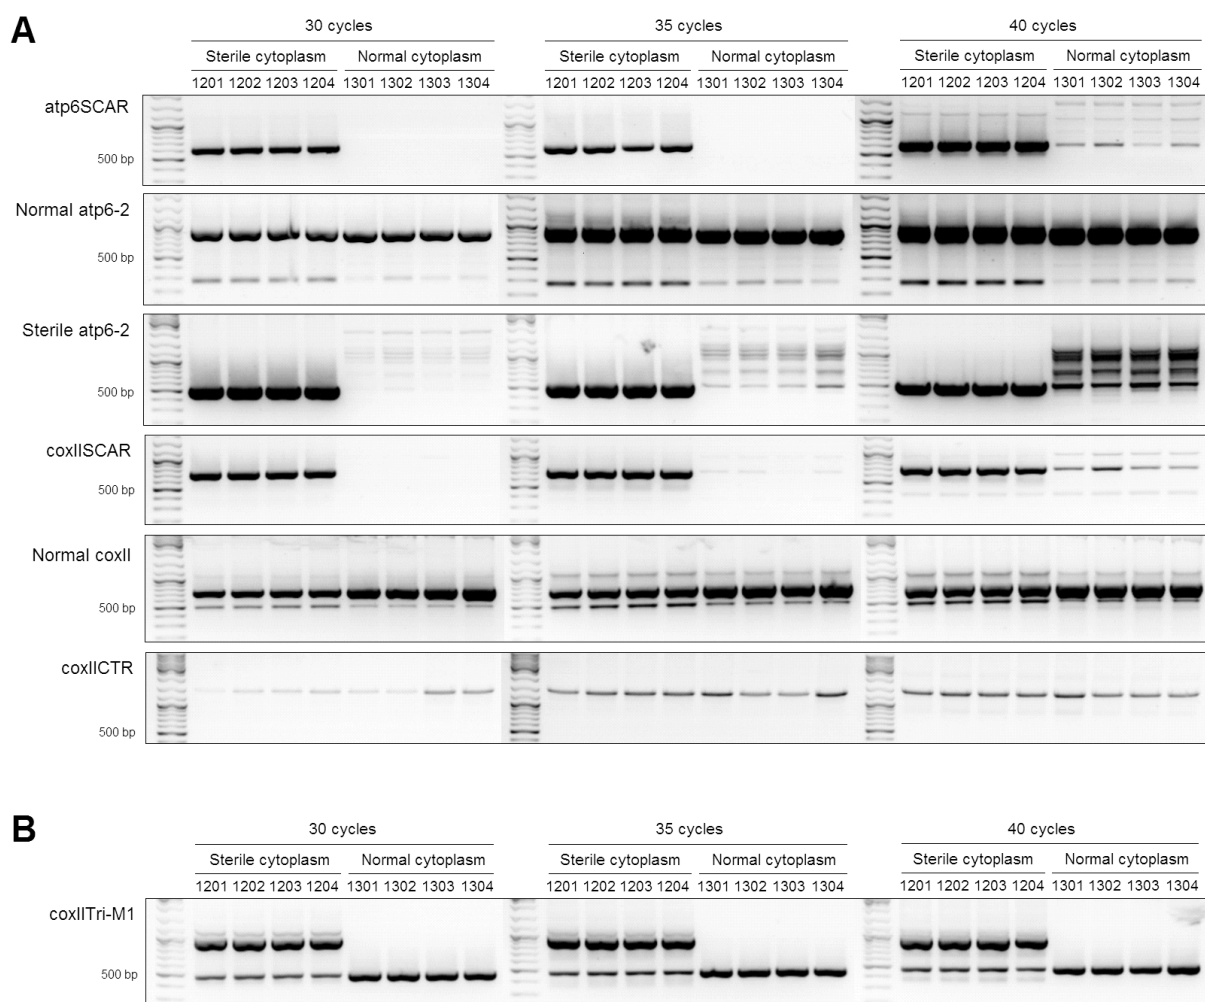 A
30 cycles 35 cycles 40 cycles
Sterile cytoplasm Normal cytoplasm Sterile cytoplasm Normal cytoplasm Sterile cytoplasm Normal cytoplasm
1201 1202 1203 1204 1301 1302 1303 1304 1201 1202 1203 1204 1301 1302 1303 1304 1201 1202 1203 1204 1301 1302 1303 1304
atp6SCAR
500 bp
Normal atp6-2
500 bp
Sterile atp6-2
500 bp
coxIISCAR
500 bp
Normal coxII
500 bp
coxIICTR
500 bp
B
30 cycles 35 cycles 40 cycles
Sterile cytoplasm Normal cytoplasm Sterile cytoplasm Normal cytoplasm Sterile cytoplasm Normal cytoplasm
1201 1202 1203 1204 1301 1302 1303 1304 1201 1202 1203 1204 1301 1302 1303 1304 1201 1202 1203 1204 1301 1302 1303 1304
coxIITri-M1
500 bp